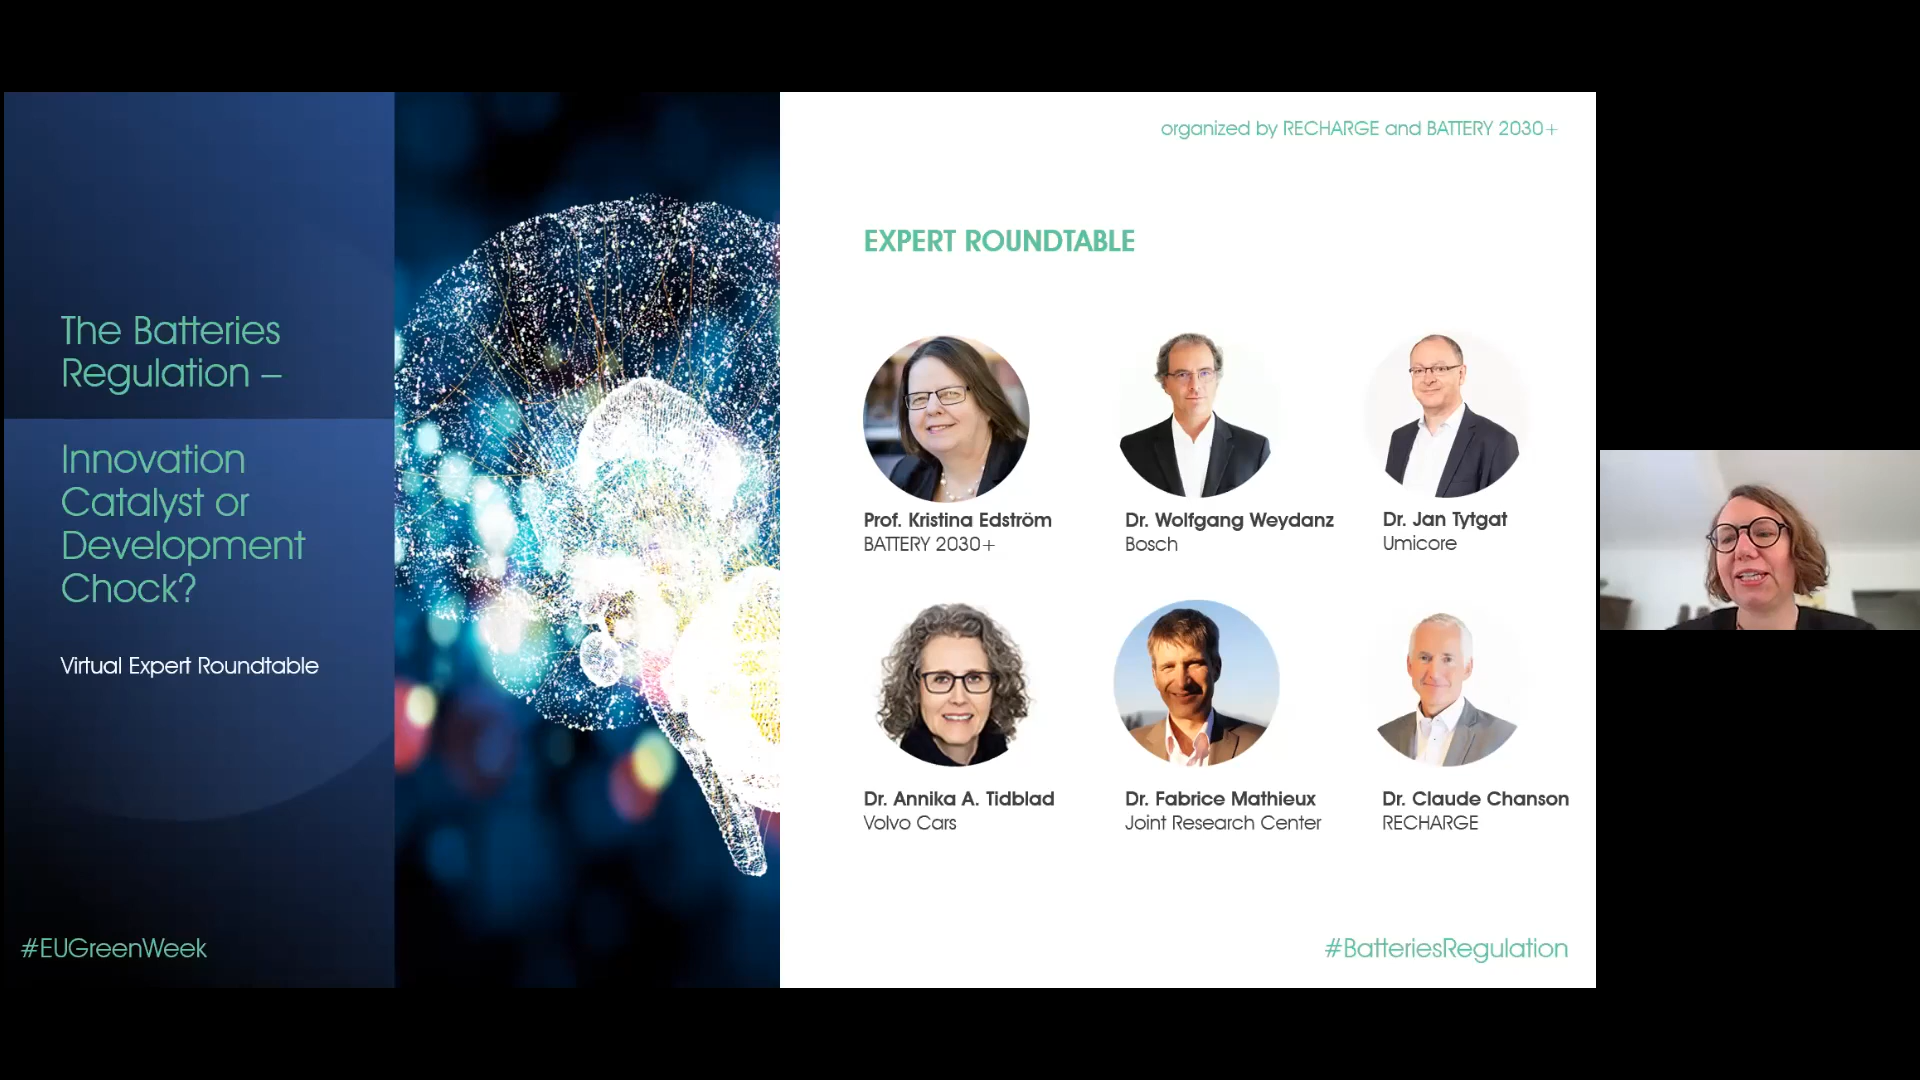 The Batteries
Regulation –
Innovation
Catalyst or
Development
Chock?
Virtual Expert Roundtable
#EUGreenWeek
organized by RECHARGE and BATTERY 2030+
EXPERT ROUNDTABLE
Prof. Kristina Edström
BATTERY 2030+
Dr. Wolfgang Weydanz
Bosch
Dr. Jan Tytgat
Umicore
Dr. Annika A. Tidblad
Volvo Cars
Dr. Fabrice Mathieux
Joint Research Center
Dr. Claude Chanson
RECHARGE
#BatteriesRegulation